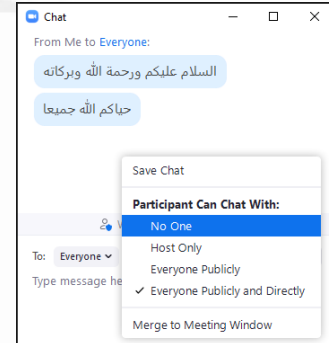 Chat
From Me to Everyone:
السلام عليكم ورحمة الله وبركاته
حياكم الله جميعا
Save Chat
Participant Can Chat With:
No One
Host Only
To: Everyone
Everyone Publicly
Type message he
Everyone Publicly and Directly
Merge to Meeting Window